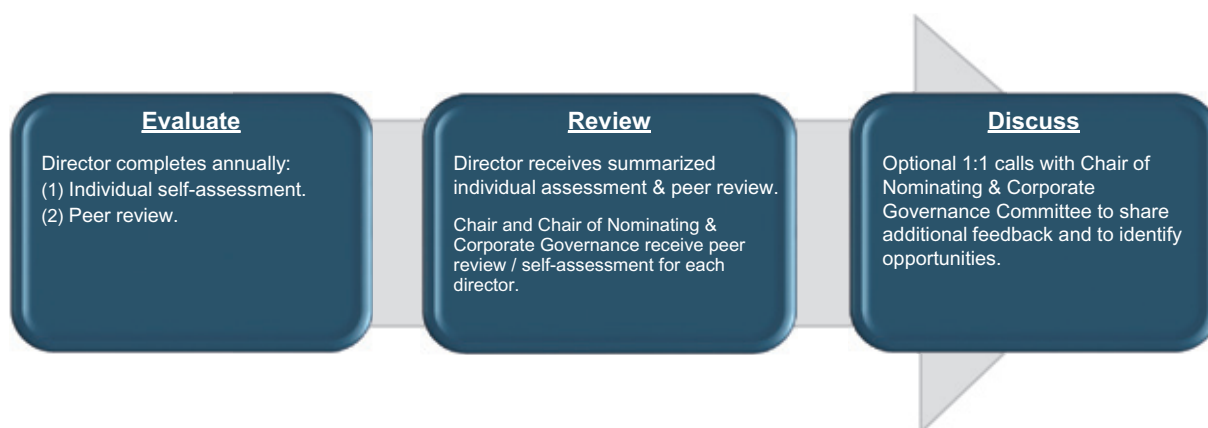 Evaluate
Director completes annually:
(1) Individual self-assessment.
(2) Peer review.
Review
Director receives summarized
individual assessment & peer review.
Chair and Chair of Nominating &
Corporate Governance receive peer
review / self-assessment for each
director.
Discuss
Optional 1:1 calls with Chair of
Nominating & Corporate
Governance Committee to share
additional feedback and to identify
opportunities.